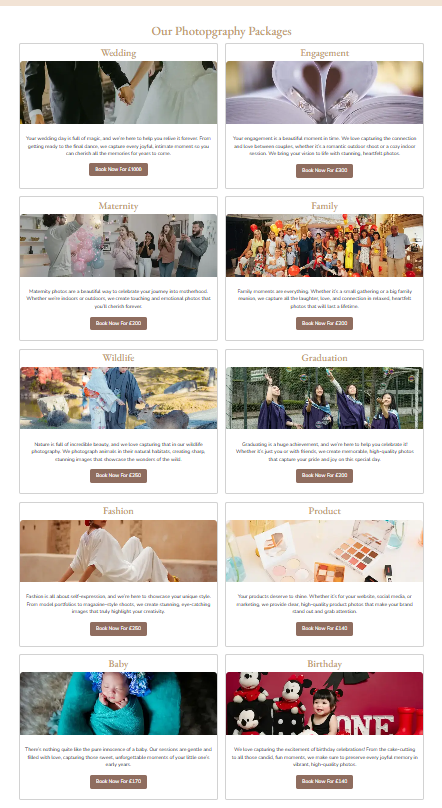 Our Photography Packages
Wedding
Your wedding day is full of magic, and we're here to help you relive it forever. From
getting ready to the final dance, we capture every joyful, intimate moment so you
can cherish all the memories for years to come.
Book Now For £1000
Engagement
Your engagement is a beautiful moment in time. We love capturing the connection
and love between couples, whether it's a romantic outdoor shoot or a cozy indoor
session. We bring your vision to life with stunning, heartfelt photos.
Book Now For £300
Maternity
Maternity photos are a beautiful way to celebrate your journey into motherhood.
Whether we're indoors or outdoors, we create touching and emotional photos that
you'll cherish forever.
Book Now For £200
Family
Family moments are everything. Whether it's a small gathering or a big family
reunion, we capture all the laughter, love, and connection in relaxed, heartfelt
photos that will last a lifetime.
Book Now For £200
Wildlife
Nature is full of incredible beauty, and we love capturing that in our wildlife
photography. We photograph animals in their natural habitats, creating sharp,
stunning images that showcase the wonders of the wild.
Book Now For £250
Graduation
Graduation is a huge achievement, and we're here to help you celebrate it!
Whether it's just you or with friends, we create memorable, high-quality photos
that capture your pride and joy on this special day.
Book Now For £200
Fashion
Fashion is all about self-expression, and we're here to showcase your unique style.
From model portfolios to magazine-style shoots, we create stunning, eye-catching
images that truly highlight your creativity.
Book Now For £350
Product
Your products deserve to shine. Whether it's for your website, social media, or
marketing, we provide clear, high-quality product photos that make your brand
stand out and grab attention.
Book Now For £140
Baby
There's nothing quite like the pure innocence of a baby. Our sessions are gentle and
filled with love, capturing those sweet, unforgettable moments of your little one's
early years.
Book Now For £170
Birthday
ONE
We love capturing the excitement of birthday celebrations! From the cake-cutting
to all those candid, fun moments, we make sure to preserve every joyful memory in
vibrant, high-quality photos.
Book Now For £140